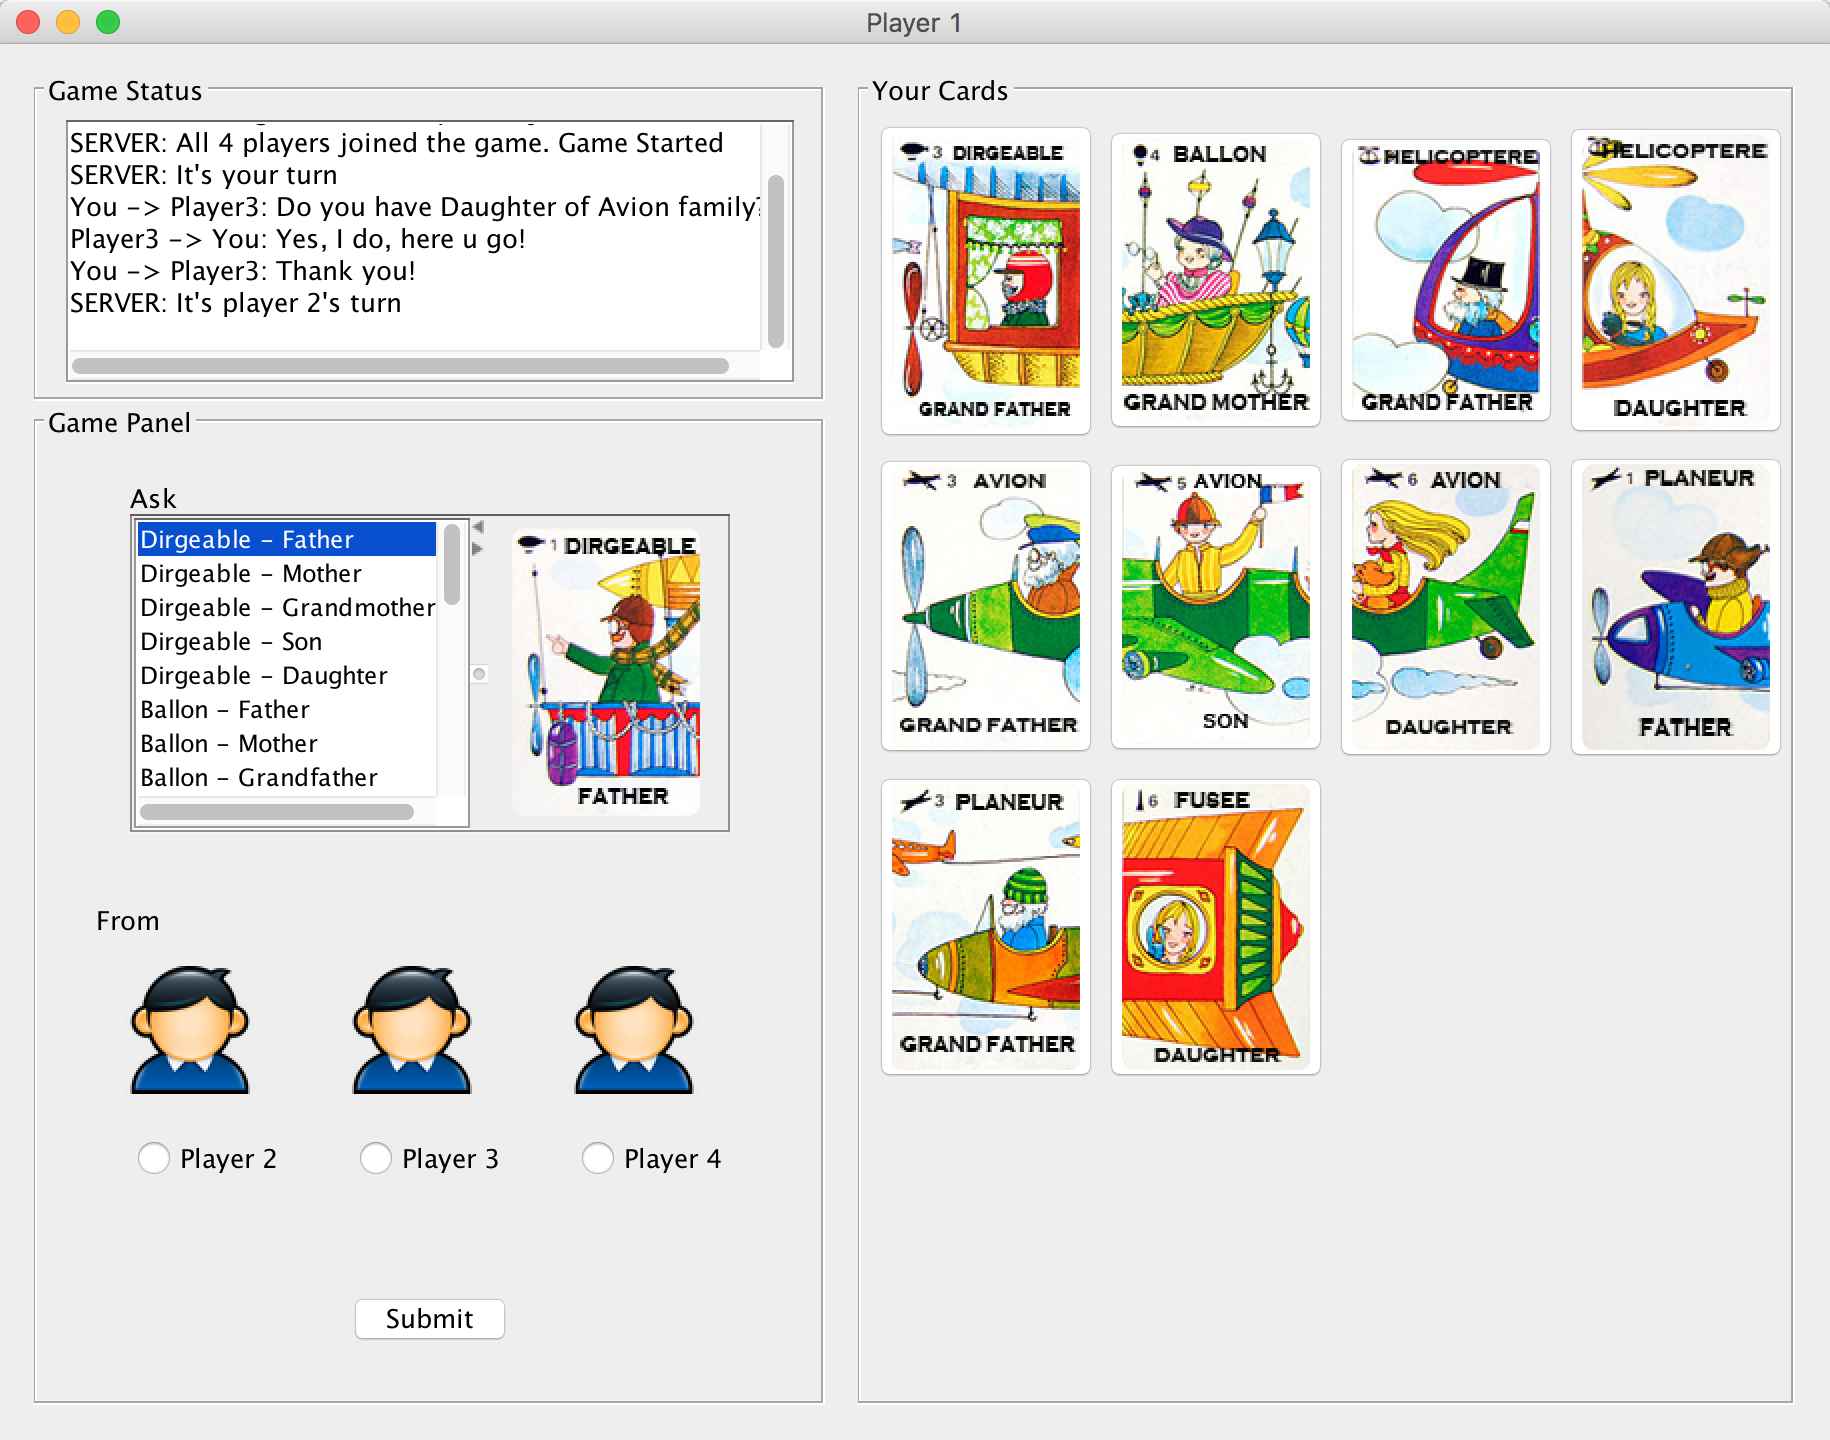 Player 1
Game Status
SERVER: All 4 players joined the game. Game Started
SERVER: It's your turn
You -> Player3: Do you have Daughter of Avion family?
Player3 -> You: Yes, I do, here u go!
You -> Player3: Thank you!
SERVER: It's player 2's turn
Game Panel
Ask
Dirgeable - Father
Dirgeable - Mother
Dirgeable - Grandmother
Dirgeable - Son
Dirgeable - Daughter
Ballon - Father
Ballon - Mother
Ballon - Grandfather
1 DIRGEABLE
FATHER
From
Player 2
Player 3
Player 4
Submit
Your Cards
3 DIRGEABLE
GRAND FATHER
4 BALLON
GRAND MOTHER
HELICOPTERE
GRAND FATHER
HELICOPTERE
DAUGHTER
3 AVION
GRAND FATHER
5 AVION
SON
6 AVION
DAUGHTER
1 PLANEUR
FATHER
3 PLANEUR
GRAND FATHER
6 FUSEE
DAUGHTER